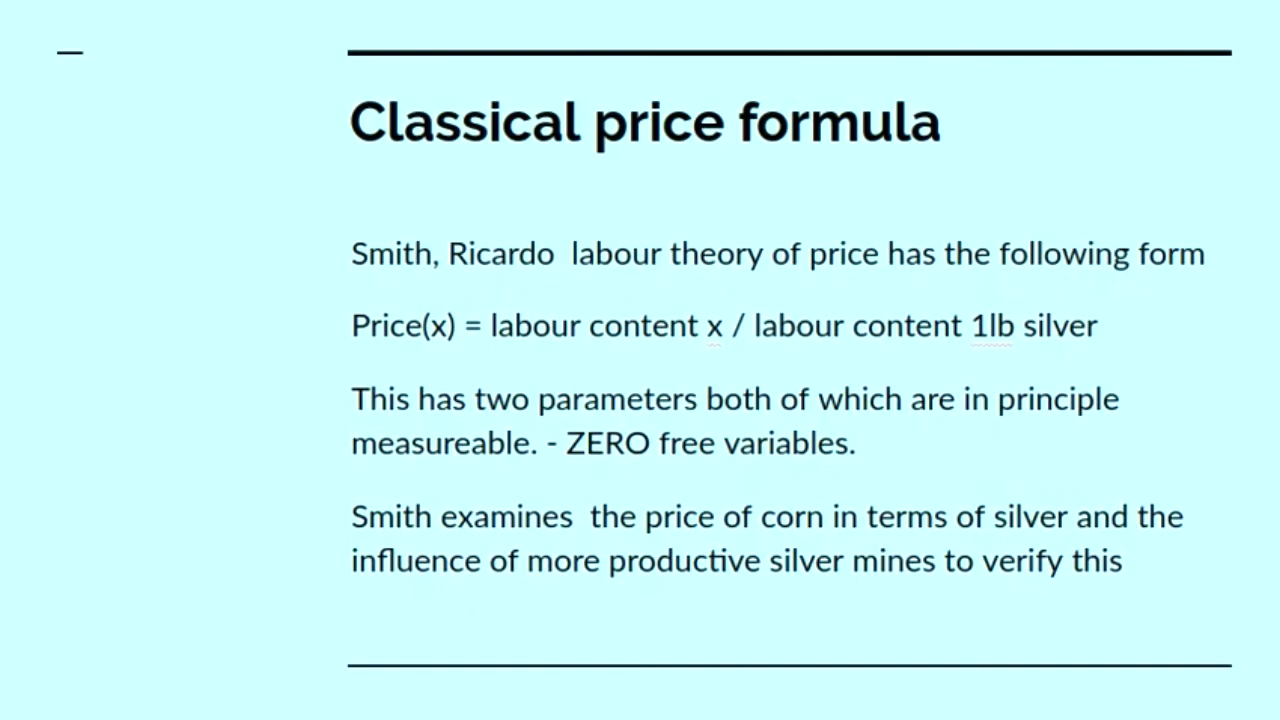 Classical price formula
Smith, Ricardo  labour theory of price has the following form
Price(x) = labour content x / labour content 1lb silver
This has two parameters both of which are in principle
measureable. - ZERO free variables.
Smith examines  the price of corn in terms of silver and the
influence of more productive silver mines to verify this